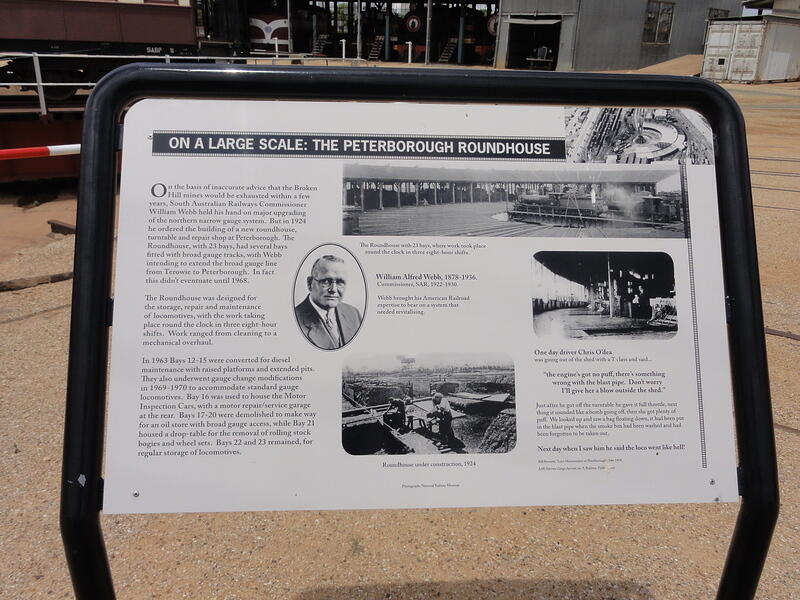 SARP
ON A LARGE SCALE: THE PETERBOROUGH ROUNDHOUSE
On the basis of inaccurate advice that the Broken
Hill mines would be exhausted within a few
years, South Australian Railways Commissioner
William Webb held his hand on major upgrading
of the northern narrow gauge system. But in 1924
he ordered the building of a new roundhouse,
turntable and repair shop at Peterborough. The
Roundhouse, with 23 bays, had several bays
fitted with broad gauge tracks, with Webb
intending to extend the broad gauge line
from Terowie to Peterborough. In fact
this didn't eventuate until 1968.
The Roundhouse was designed for
the storage, repair and maintenance
of locomotives, with the work taking
place round the clock in three eight-hour
shifts. Work ranged from cleaning to a
mechanical overhaul.
In 1963 Bays 12-15 were converted for diesel
maintenance with raised platforms and extended pits.
They also underwent gauge change modifications
in 1969-1970 to accommodate standard gauge
locomotives. Bay 16 was used to house the Motor
Inspection Cars, with a motor repair/service garage
at the rear. Bays 17-20 were demolished to make way
for an oil store with broad gauge access, while Bay 21
housed a drop-table for the removal of rolling stock
bogies and wheel sets. Bays 22 and 23 remained, for
regular storage of locomotives.
The Roundhouse with 23 bays, where work took place
round the clock in three eight-hour shifts.
William Alfred Webb, 1878-1936.
Commissioner, SAR, 1922-1930.
Webb brought his American Railroad
expertise to bear on a system that
needed revitalising.
Roundhouse under construction, 1924
Photographs National Railway Museum
One day driver Chris O'dea
was going out of the shed with a T class and said...
"the engine's got no puff, there's something
wrong with the blast pipe. Don't worry
I'll give her a blow outside the shed."
Just after he got off the turntable he gave it full throttle, next
thing it sounded like a bomb going off, then she got plenty of
puff. We looked up and saw a bag floating down, it had been put
in the blast pipe when the smoke box had been washed and had
been forgotten to be taken out.
Next day when I saw him he said the loco went like hell!